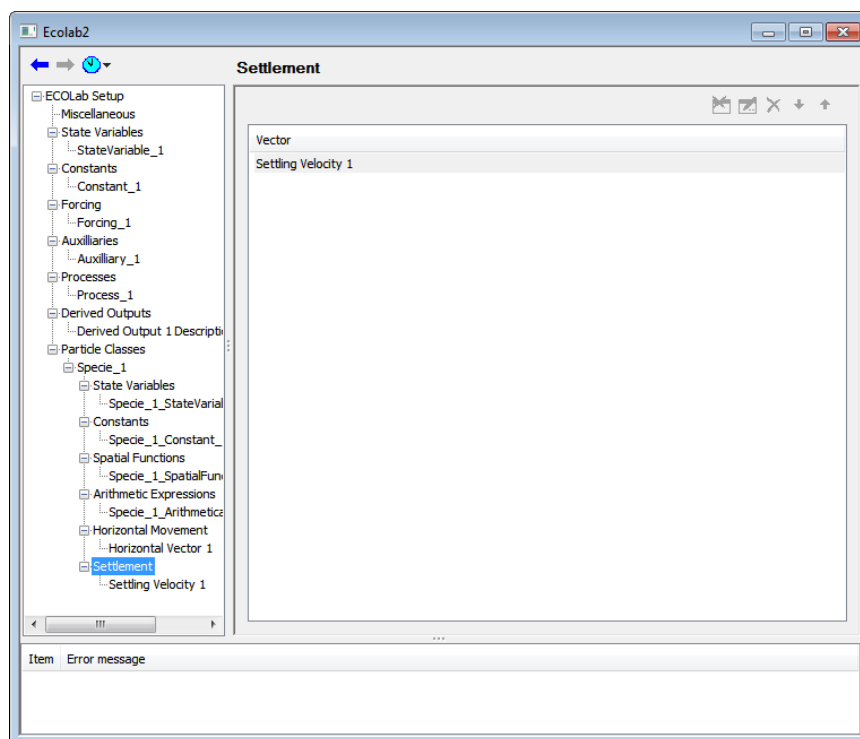 Ecolab2
Settlement
ECOLab Setup
Miscellaneous
State Variables
StateVariable_1
Constants
Constant_1
Forcing
Forcing_1
Auxilliaries
Auxilliary_1
Processes
Process_1
Derived Outputs
Derived Output 1 Descripti
Particle Classes
Specie_1
State Variables
Specie_1_StateVarial
Constants
Specie_1_Constant_
Spatial Functions
Specie_1_SpatialFun
Arithmetic Expressions
Specie_1_Arithmetica
Horizontal Movement
Horizontal Vector 1
Settlement
Settling Velocity 1
Vector
Settling Velocity 1
Item Error message